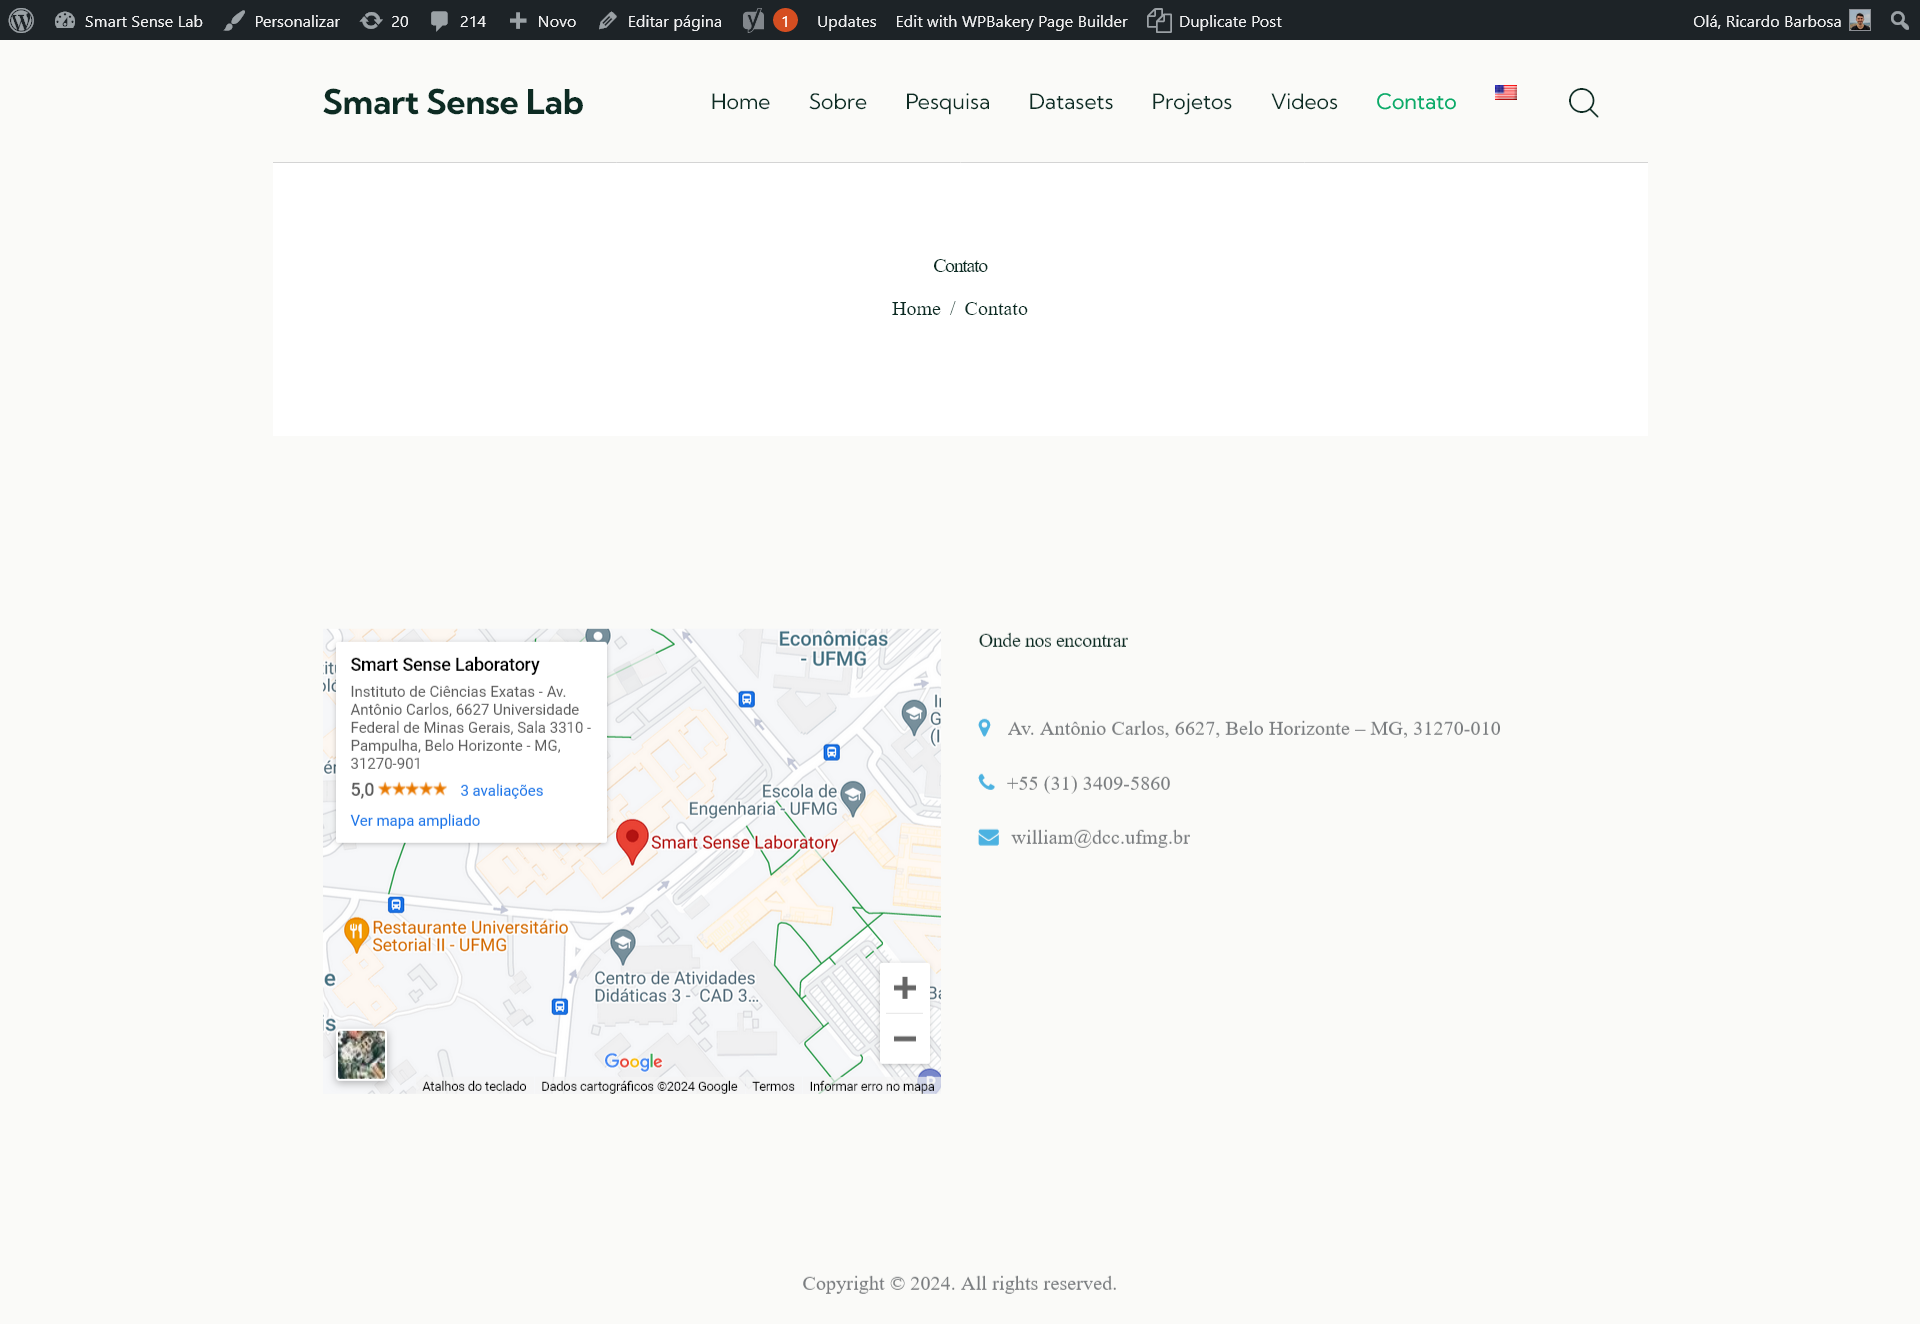 Smart Sense Lab Personalizar 20 214 Novo Editar página 1 Updates Edit with WPBakery Page Builder Duplicate Post Olá, Ricardo Barbosa
Smart Sense Lab
Home Sobre Pesquisa Datasets Projetos Videos Contato
Contato
Home / Contato
Smart Sense Laboratory
Instituto de Ciências Exatas - Av.
Antônio Carlos, 6627 Universidade
Federal de Minas Gerais, Sala 3310 -
Pampulha, Belo Horizonte - MG,
31270-901
5,0 3 avaliações
Ver mapa ampliado
Econômicas
- UFMG
Escola de
Engenharia - UFMG
Smart Sense Laboratory
Restaurante Universitário
Setorial II - UFMG
Centro de Atividades
Didáticas 3 - CAD 3...
Google
Atalhos do teclado Dados cartográficos ©2024 Google Termos Informar erro no mapa
Onde nos encontrar
Av. Antônio Carlos, 6627, Belo Horizonte – MG, 31270-010
+55 (31) 3409-5860
william@dcc.ufmg.br
Copyright © 2024. All rights reserved.